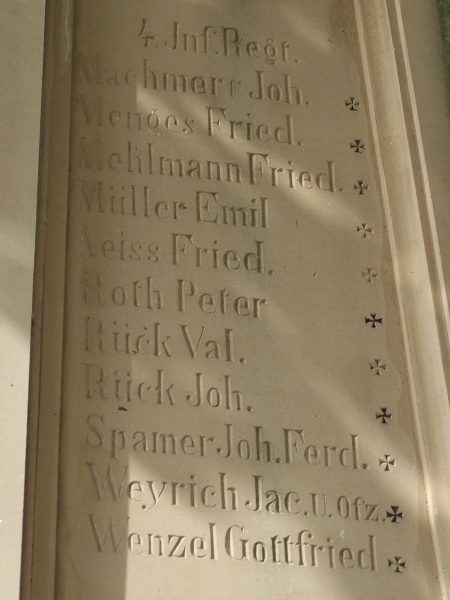 4. Inf. Regt.
Machmerr Joh.
Menges Fried.
Mehlmann Fried.
Müller Emil
Neiss Fried.
Roth Peter
Rück Val.
Rück Joh.
Spamer Joh. Ferd.
Weyrich Jac. U. Ofz.
Wenzel Gottfried